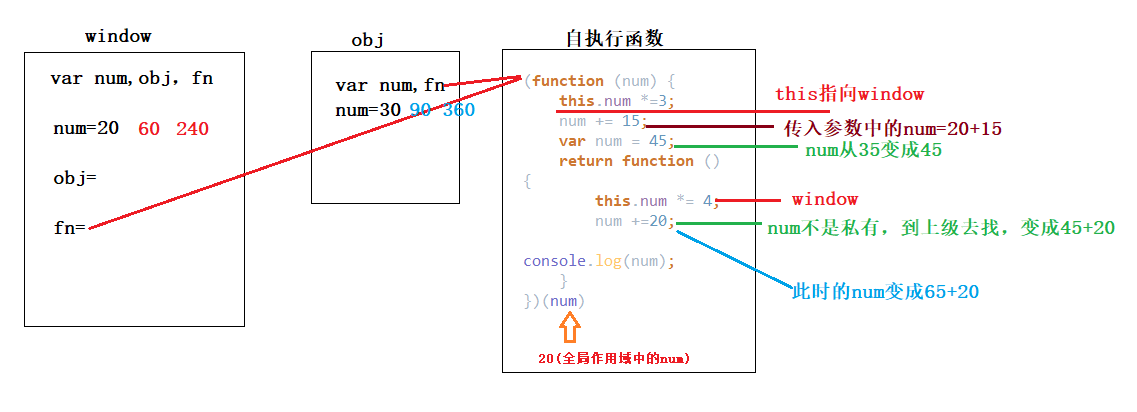 window
var num,obj, fn
num=20 60 240
obj=
fn=
obj
var num,fn
num=30 90 360
自执行函数
(function (num) {
this.num *=3;
num += 15;
var num = 45;
return function ()
{
this.num *= 4;
num +=20;
console.log(num);
}
})(num)
20(全局作用域中的num)
this指向window
传入参数中的num=20+15
num从35变成45
window
num不是私有，到上级去找，变成45+20
此时的num变成65+20